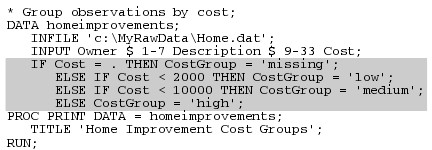 * Group observations by cost;
DATA homeimprovements;
INFILE 'c:\MyRawData\Home.dat';
INPUT Owner $ 1-7 Description $ 9-33 Cost;
IF Cost = . THEN CostGroup = 'missing';
ELSE IF Cost < 2000 THEN CostGroup = 'low';
ELSE IF Cost < 10000 THEN CostGroup = 'medium';
ELSE CostGroup = 'high';
PROC PRINT DATA = homeimprovements;
TITLE 'Home Improvement Cost Groups';
RUN;